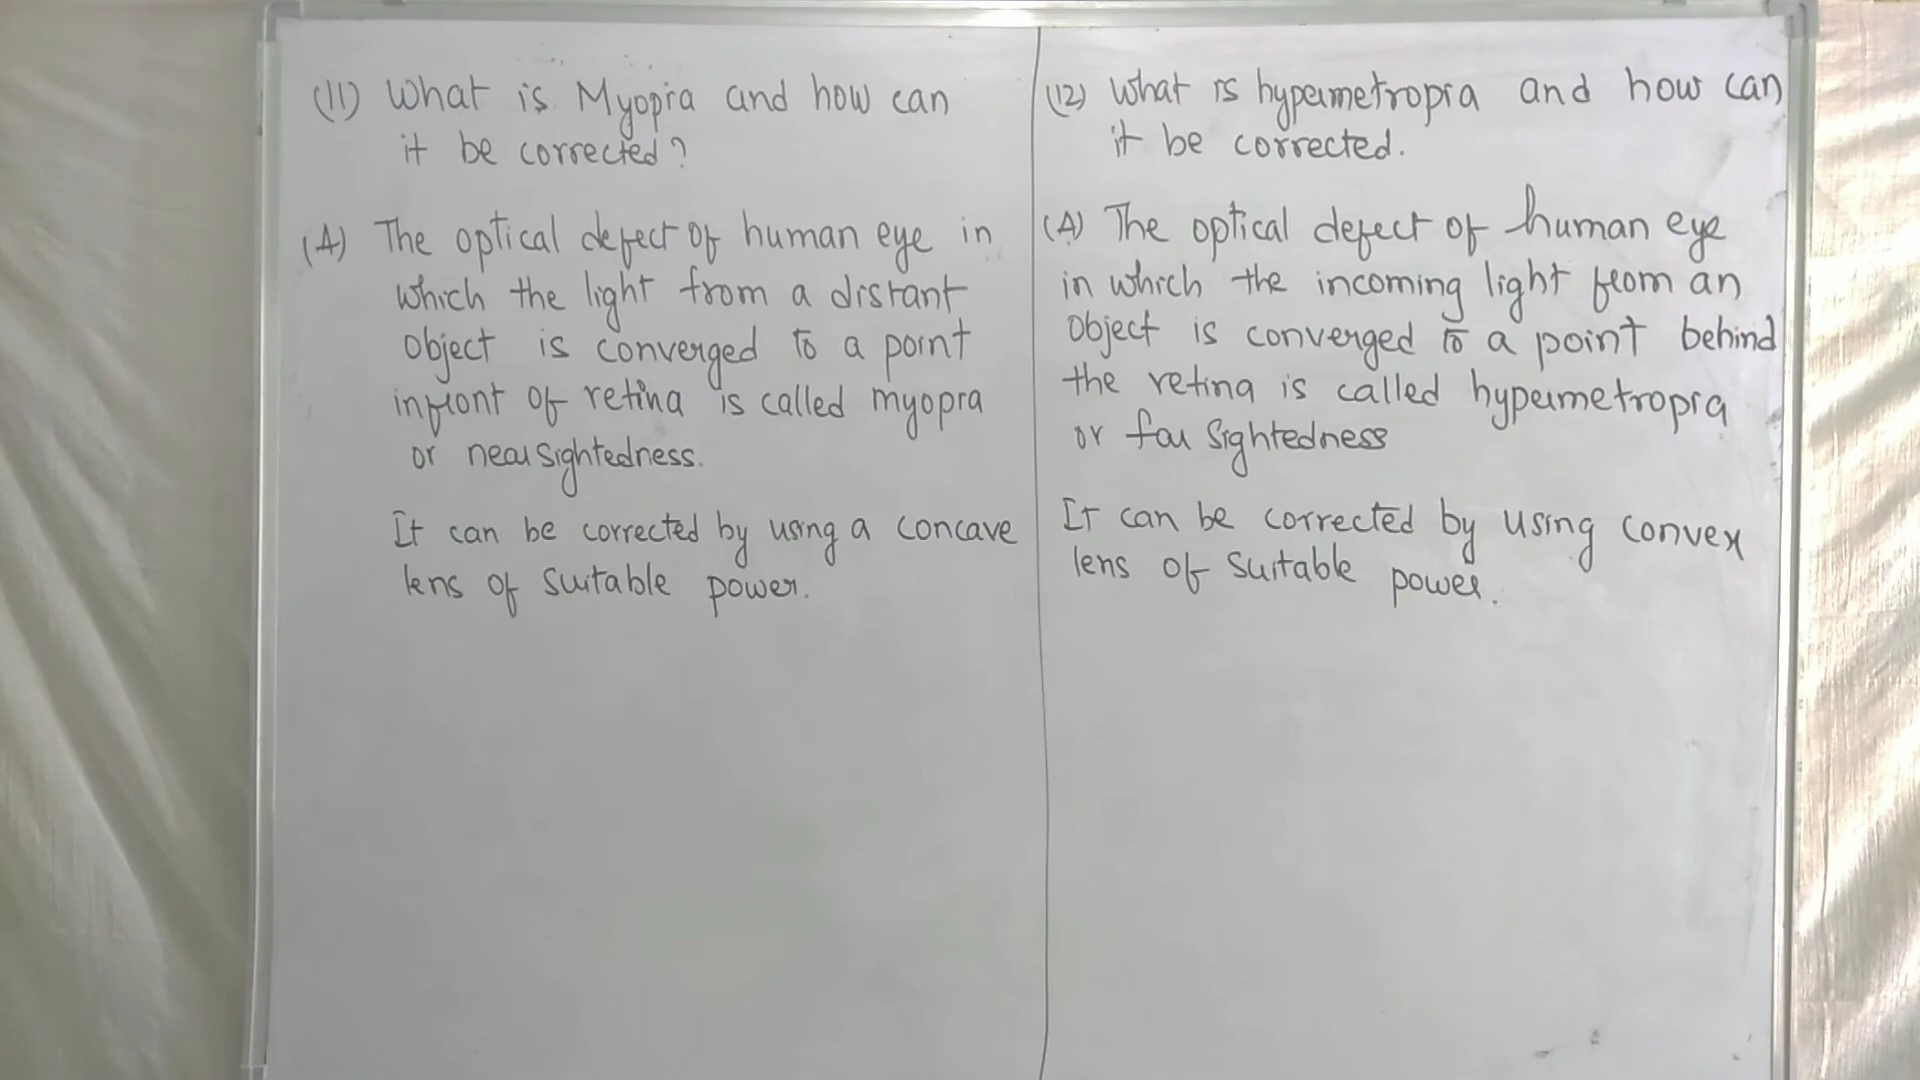 (11) What is Myopia and how can
it be corrected?
(A) The optical defect of human eye in
which the light from a distant
object is converged to a point
infront of retina is called myopia
or near sightedness.
It can be corrected by using a concave
lens of suitable power.
(12) What is hypermetropia and how can
it be corrected.
(A) The optical defect of human eye
in which the incoming light from an
object is converged to a point behind
the retina is called hypermetropia
or far sightedness
It can be corrected by using convex
lens of suitable power.